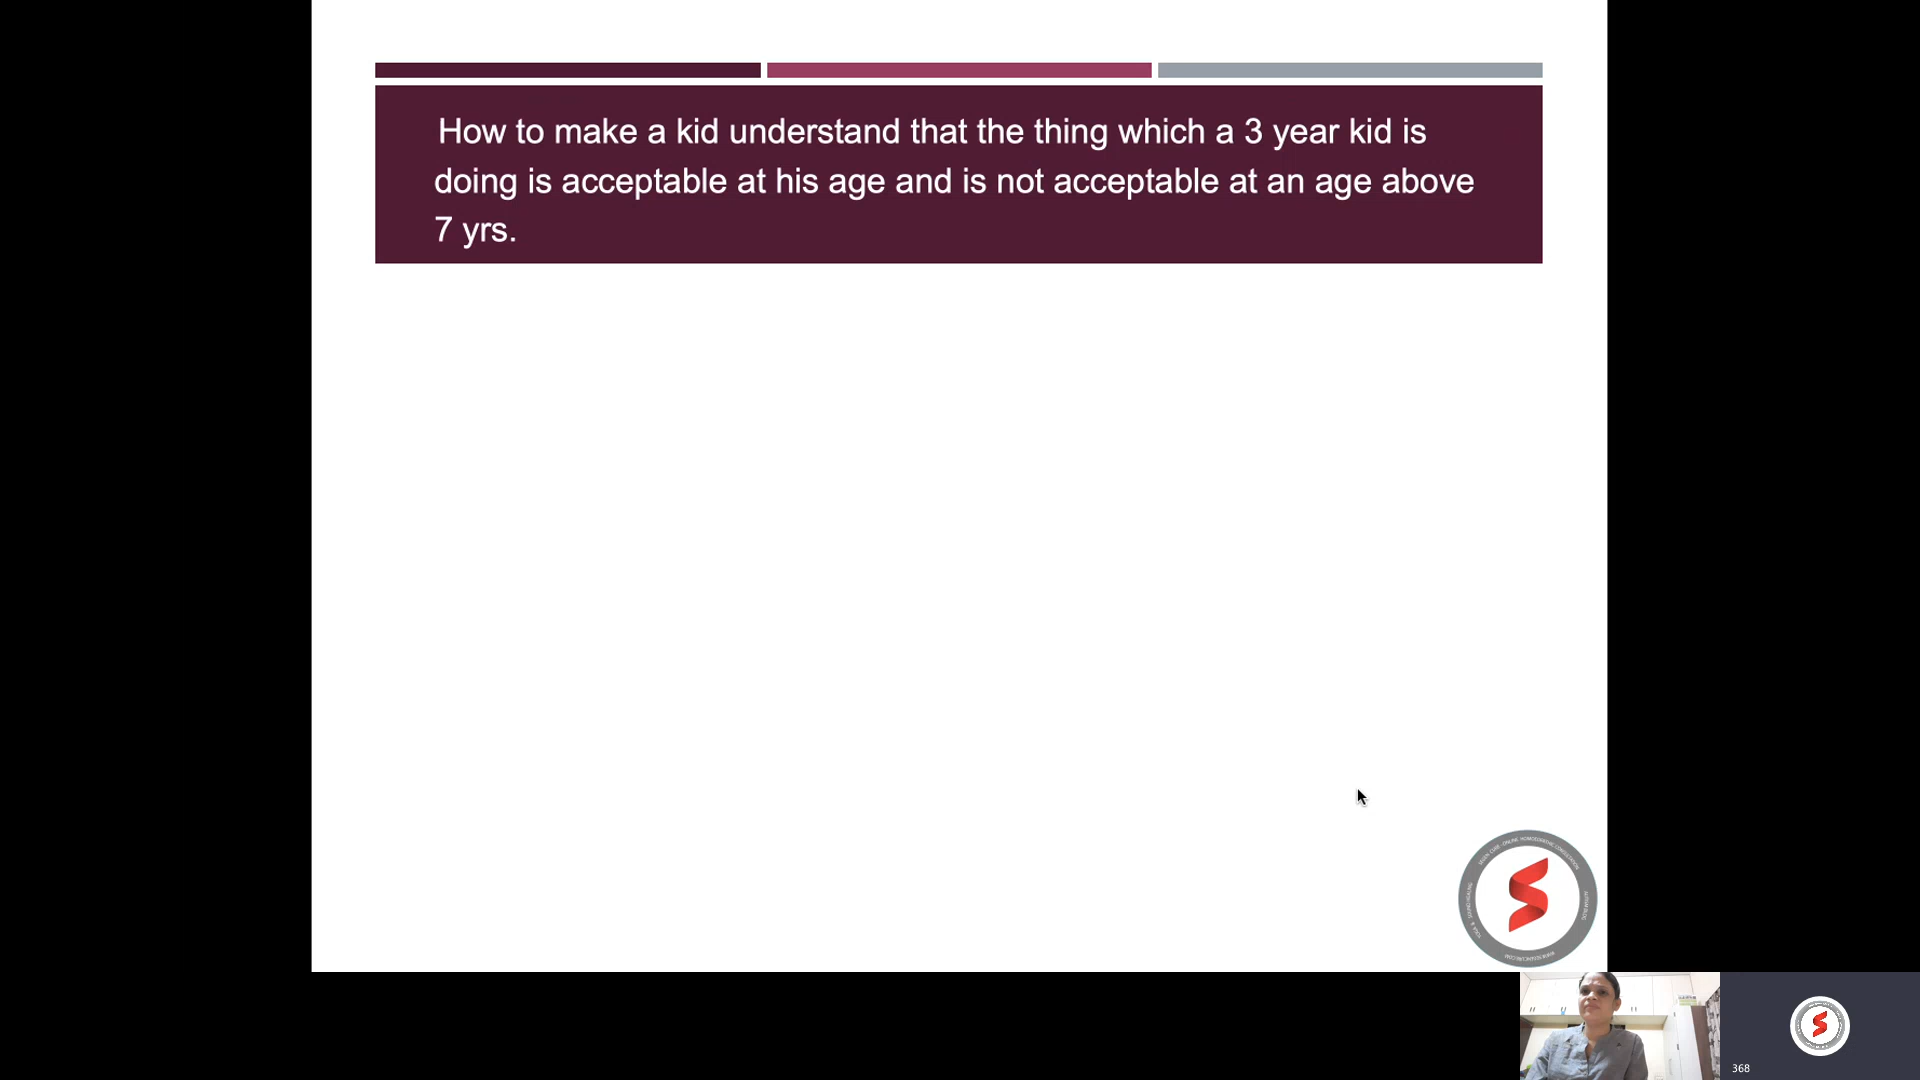 How to make a kid understand that the thing which a 3 year kid is
doing is acceptable at his age and is not acceptable at an age above
7 yrs.
368